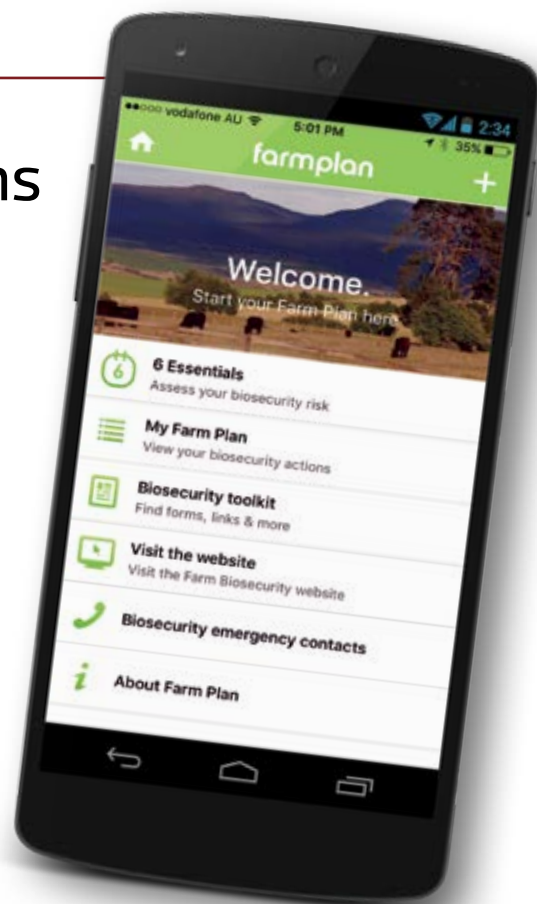 ns
vodafone AU 5:01 PM 2:34
35%
farmplan
Welcome.
Start your Farm Plan here
6
6 Essentials
Assess your biosecurity risk
My Farm Plan
View your biosecurity actions
Biosecurity toolkit
Find forms, links & more
Visit the website
Visit the Farm Biosecurity website
Biosecurity emergency contacts
i
About Farm Plan